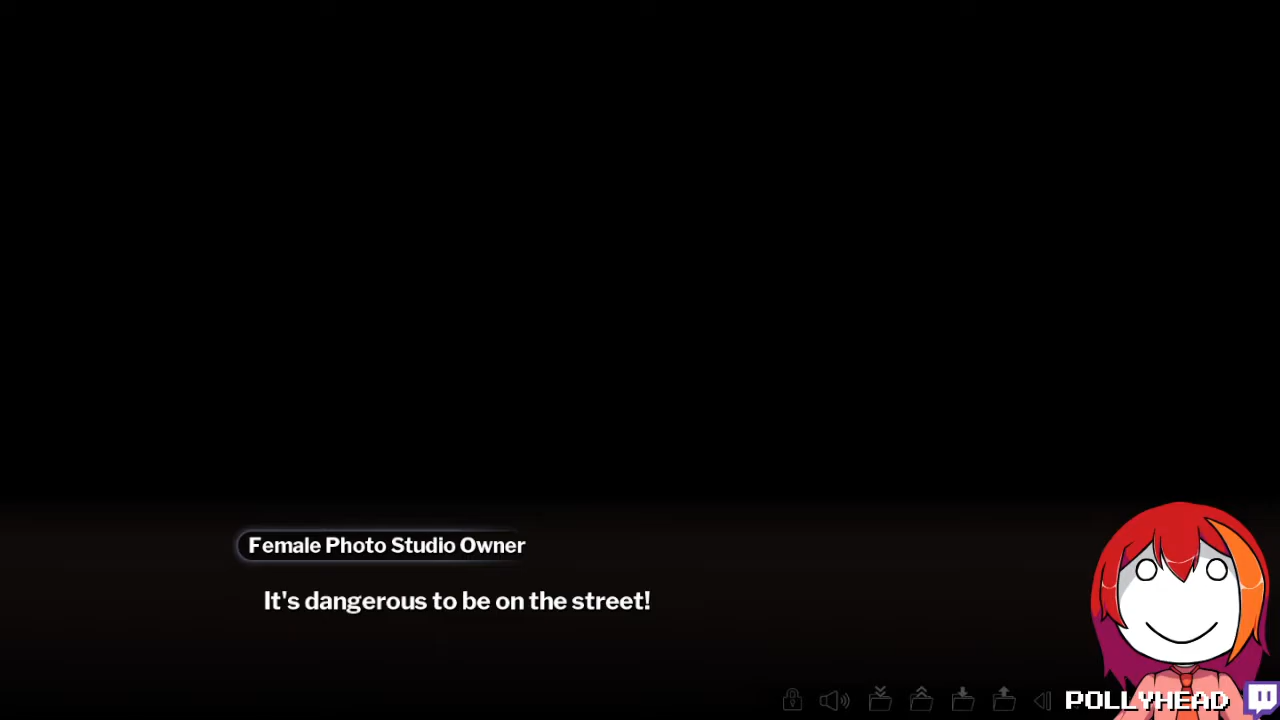 Female Photo Studio Owner
It's dangerous to be on the street!
POLLYHEAD